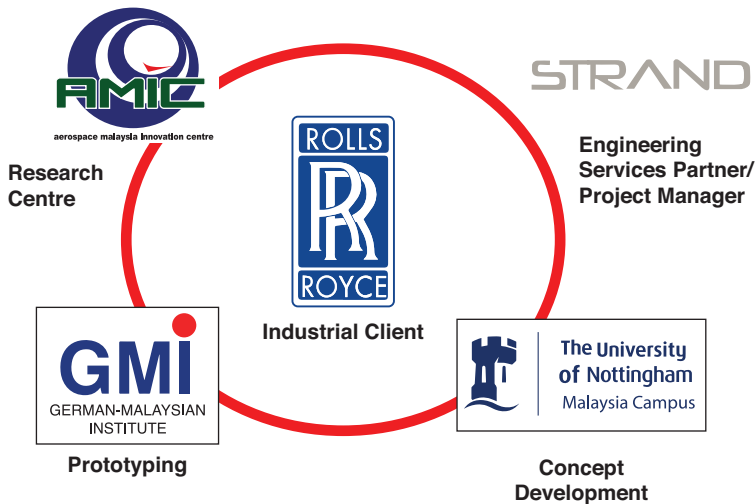 AMIC
aerospace malaysia Innovation centre
Research
Centre
STRAND
Engineering
Services Partner/
Project Manager
ROLLS
RR
ROYCE
Industrial Client
GMI
GERMAN-MALAYSIAN
INSTITUTE
Prototyping
The University
of Nottingham
Malaysia Campus
Concept
Development